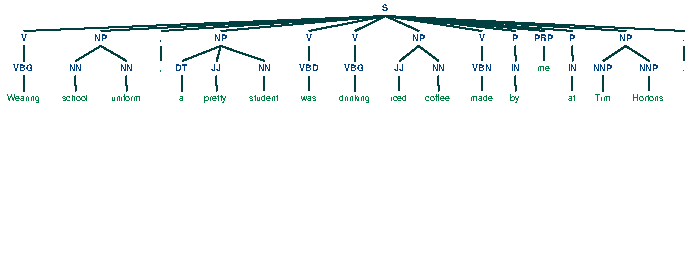 S
V NP , NP V V NP V P PRP P NP .
VBG NN NN , DT JJ NN VBD VBG JJ NN VBN IN me IN NNP NNP .
Wearing school uniform a pretty student was drinking iced coffee made by at Tim Hortons